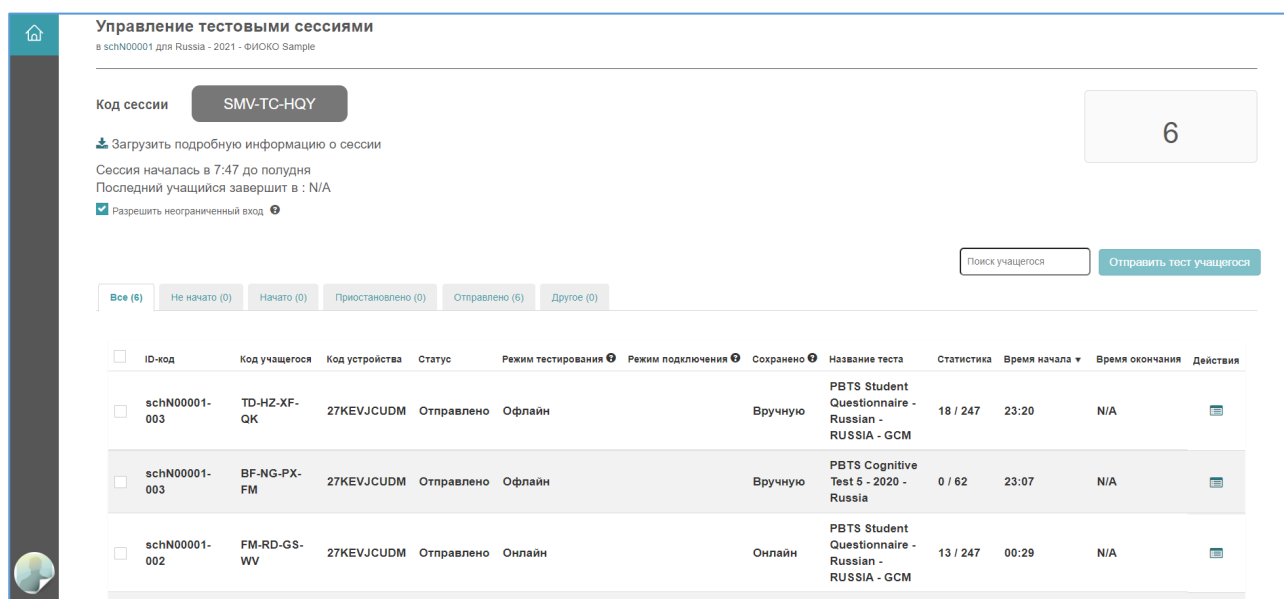 Управление тестовыми сессиями
в schN00001 для Russia - 2021 - ФИОКО Sample
Код сессии SMV-TC-HQY
6
Загрузить подробную информацию о сессии
Сессия началась в 7:47 до полудня
Последний учащийся завершит в : N/A
Разрешить неограниченный вход
Поиск учащегося Отправить тест учащегося
Все (6) Не начато (0) Начато (0) Приостановлено (0) Отправлено (6) Другое (0)
ID-код Код учащегося Код устройства Статус Режим тестирования Режим подключения Сохранено Название теста Статистика Время начала Время окончания Действия
PBTS Student
schN00001- TD-HZ-XF- Questionnaire -
27KEVJCUDM Отправлено Офлайн Вручную 18 / 247 23:20 N/A
003 QK Russian -
RUSSIA - GCM
PBTS Cognitive
schN00001- BF-NG-PX-
27KEVJCUDM Отправлено Офлайн Вручную Test 5 - 2020 - 0 / 62 23:07 N/A
003 FM
Russia
PBTS Student
schN00001- FM-RD-GS- Questionnaire -
27KEVJCUDM Отправлено Онлайн Онлайн 13 / 247 00:29 N/A
002 WV Russian -
RUSSIA - GCM